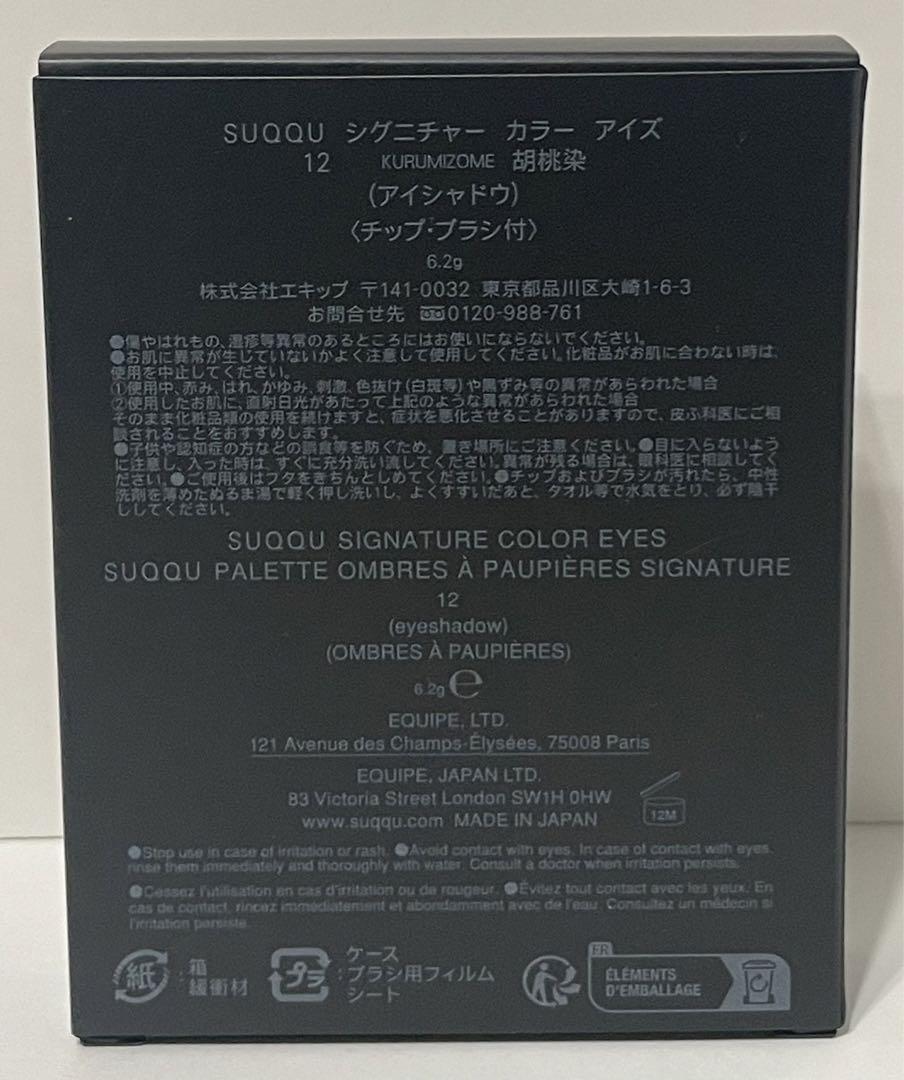 SUQQU シグニチャー カラー アイズ
12 KURUMIZOME 胡桃染
(アイシャドウ)
〈チップ・ブラシ付〉
6.2g
株式会社エキップ 〒141-0032 東京都品川区大崎1-6-3
お問合せ先 0120-988-761
●傷やはれもの、湿疹等異常のあるところにはお使いにならないでください。
●お肌に異常が生じていないかよく注意して使用してください。化粧品がお肌に合わない時は、
使用を中止してください。
①使用中、赤み、はれ、かゆみ、刺激、色抜け(白斑等)や黒ずみ等の異常があらわれた場合
②使用したお肌に、直射日光があたって上記のような異常があらわれた場合
そのまま化粧品類の使用を続けますと、症状を悪化させることがありますので、皮ふ科医にご相
談されることをおすすめします。
●子供や認知症の方などの誤食等を防ぐため、置き場所にご注意ください。●目に入らないよう
に注意し、入った時は、すぐに充分洗い流してください。異常が残る場合は、眼科医に相談してく
ださい。●ご使用後はフタをきちんとしめてください。●チップおよびブラシが汚れたら、中性
洗剤を薄めたぬるま湯で軽く押し洗いし、よくすすいだあと、タオル等で水気をとり、必ず陰干
ししてください。
SUQQU SIGNATURE COLOR EYES
SUQQU PALETTE OMBRES À PAUPIÈRES SIGNATURE
12
(eyeshadow)
(OMBRES À PAUPIÈRES)
6.2g ℮
EQUIPE, LTD.
121 Avenue des Champs-Élysées, 75008 Paris
EQUIPE, JAPAN LTD.
83 Victoria Street London SW1H 0HW
www.suqqu.com MADE IN JAPAN
12M
●Stop use in case of irritation or rash. ●Avoid contact with eyes. In case of contact with eyes,
rinse them immediately and thoroughly with water. Consult a doctor when irritation persists.
●Cessez l'utilisation en cas d'irritation ou de rougeur. ●Évitez tout contact avec les yeux. En
cas de contact, rincez immédiatement et abondamment avec de l'eau. Consultez un médecin si
l'irritation persiste.
紙 : 箱
緩衝材
プラ : ケース
ブラシ用フィルム
シート
FR
ÉLÉMENTS
D'EMBALLAGE